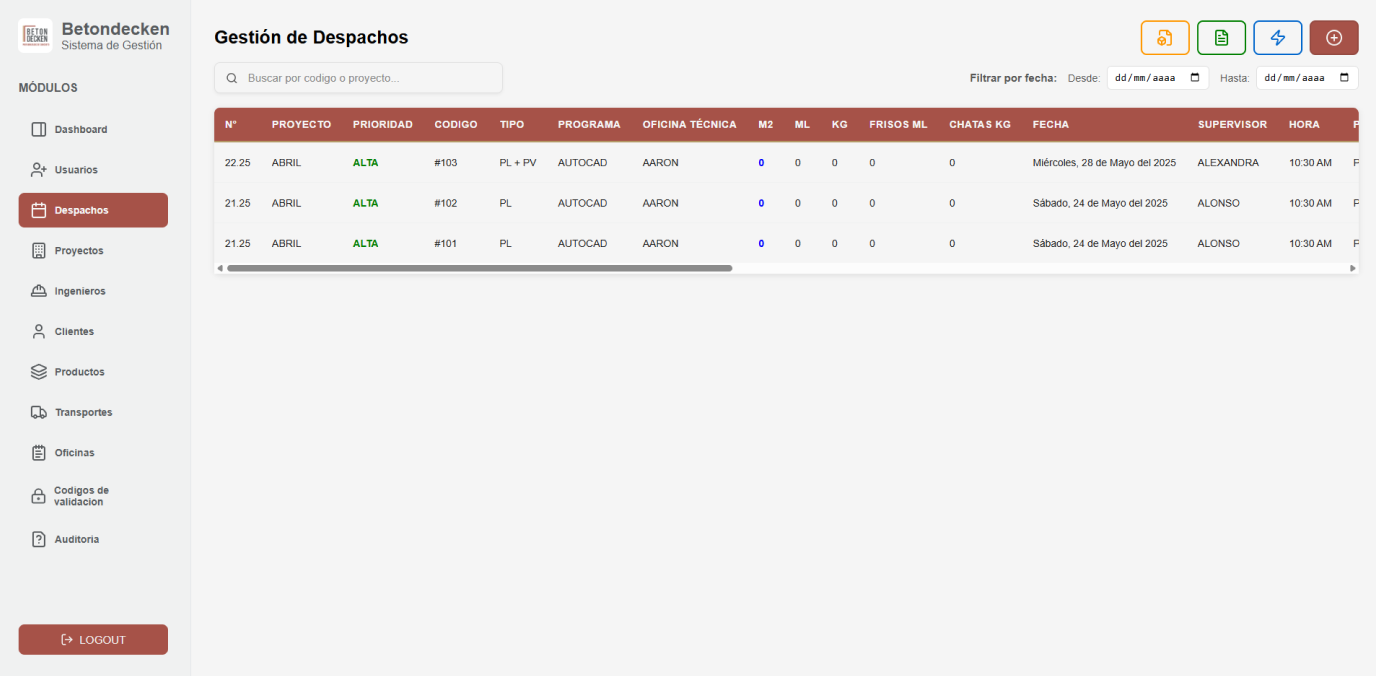 BETON
DECKEN
Betondecken
Sistema de Gestión
MÓDULOS
Dashboard
Usuarios
Despachos
Proyectos
Ingenieros
Clientes
Productos
Transportes
Oficinas
Codigos de
validacion
Auditoria
LOGOUT
Gestión de Despachos
Buscar por codigo o proyecto...
Filtrar por fecha: Desde: dd/mm/aaaa Hasta: dd/mm/aaaa
N° PROYECTO PRIORIDAD CODIGO TIPO PROGRAMA OFICINA TÉCNICA M2 ML KG FRISOS ML CHATAS KG FECHA SUPERVISOR HORA P
22.25 ABRIL ALTA #103 PL + PV AUTOCAD AARON 0 0 0 0 0 Miércoles, 28 de Mayo del 2025 ALEXANDRA 10:30 AM P
21.25 ABRIL ALTA #102 PL AUTOCAD AARON 0 0 0 0 0 Sábado, 24 de Mayo del 2025 ALONSO 10:30 AM P
21.25 ABRIL ALTA #101 PL AUTOCAD AARON 0 0 0 0 0 Sábado, 24 de Mayo del 2025 ALONSO 10:30 AM P